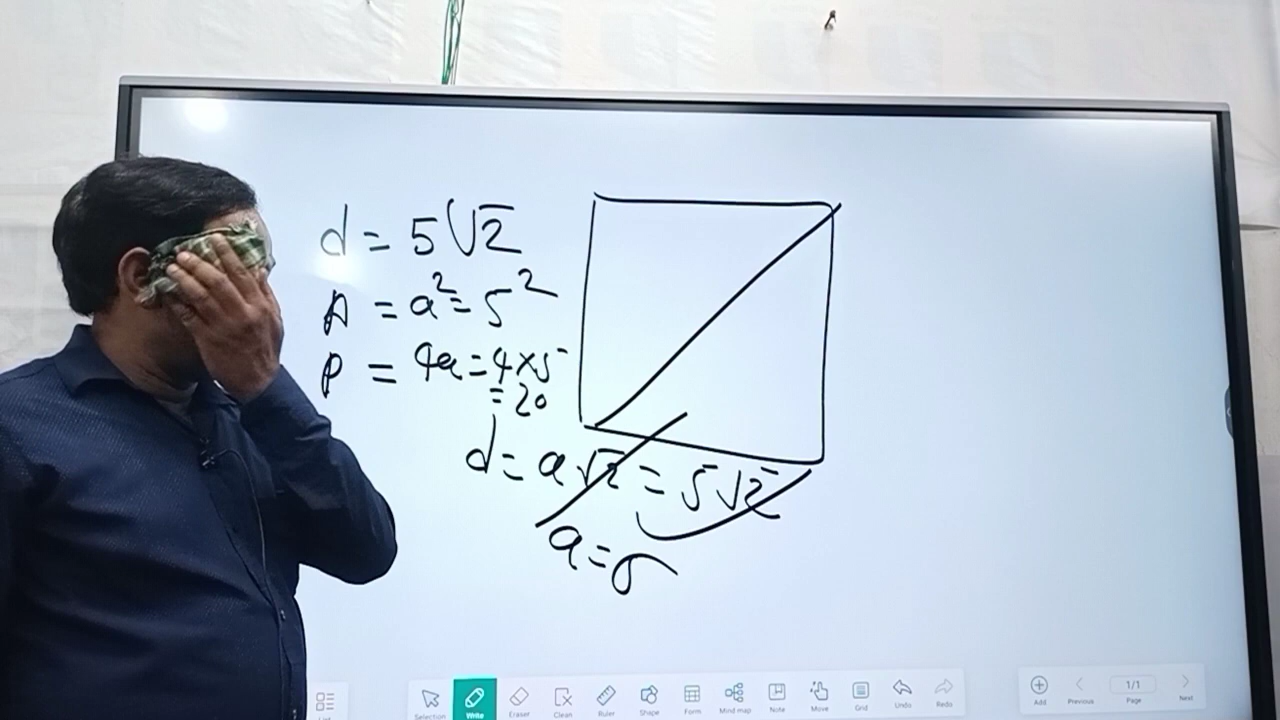 d = 5√2
A = a² = 5²
P = 4a = 4×5
= 20
d = a√2 = 5√2
a = 5
Selection Write Eraser Clean Ruler Shape Form Mind map Note Move Grid Undo Redo
Add Previous 1/1 Page Next